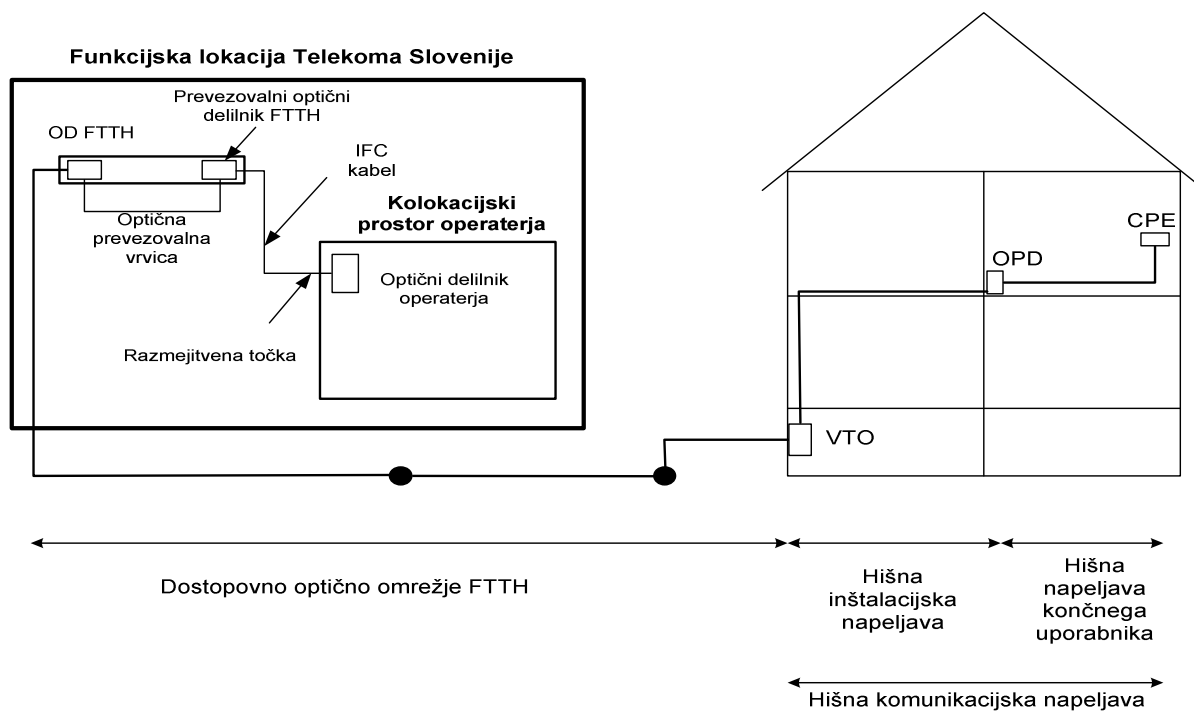 Funkcijska lokacija Telekoma Slovenije
Prevezovalni optični
delilnik FTTH
OD FTTH
IFC
kabel
Optična
prevezovalna
vrvica
Kolokacijski
prostor operaterja
Optični delilnik
operaterja
Razmejitvena točka
CPE
OPD
VTO
Dostopovno optično omrežje FTTH
Hišna
inštalacijska
napeljava
Hišna
napeljava
končnega
uporabnika
Hišna komunikacijska napeljava